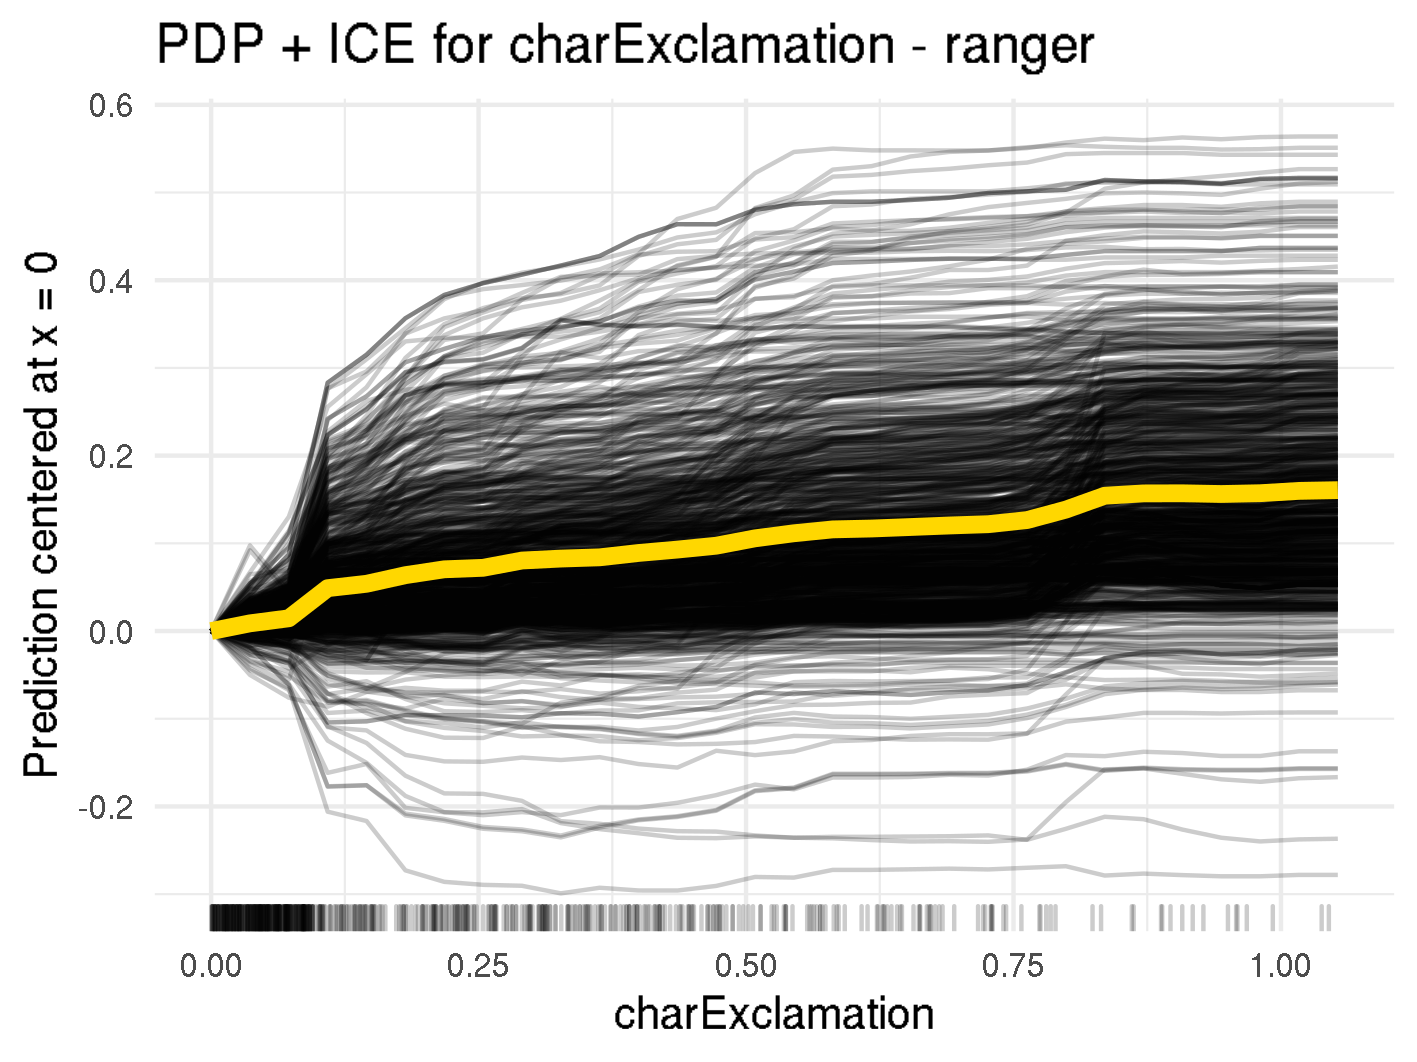 PDP + ICE for charExclamation - ranger
Prediction centered at x = 0
0.6
0.4
0.2
0.0
-0.2
0.00 0.25 0.50 0.75 1.00
charExclamation